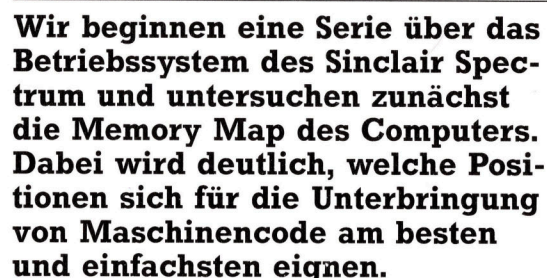 Wir beginnen eine Serie über das
Betriebssystem des Sinclair Spec-
trum und untersuchen zunächst
die Memory Map des Computers.
Dabei wird deutlich, welche Posi-
tionen sich für die Unterbringung
von Maschinencode am besten
und einfachsten eignen.